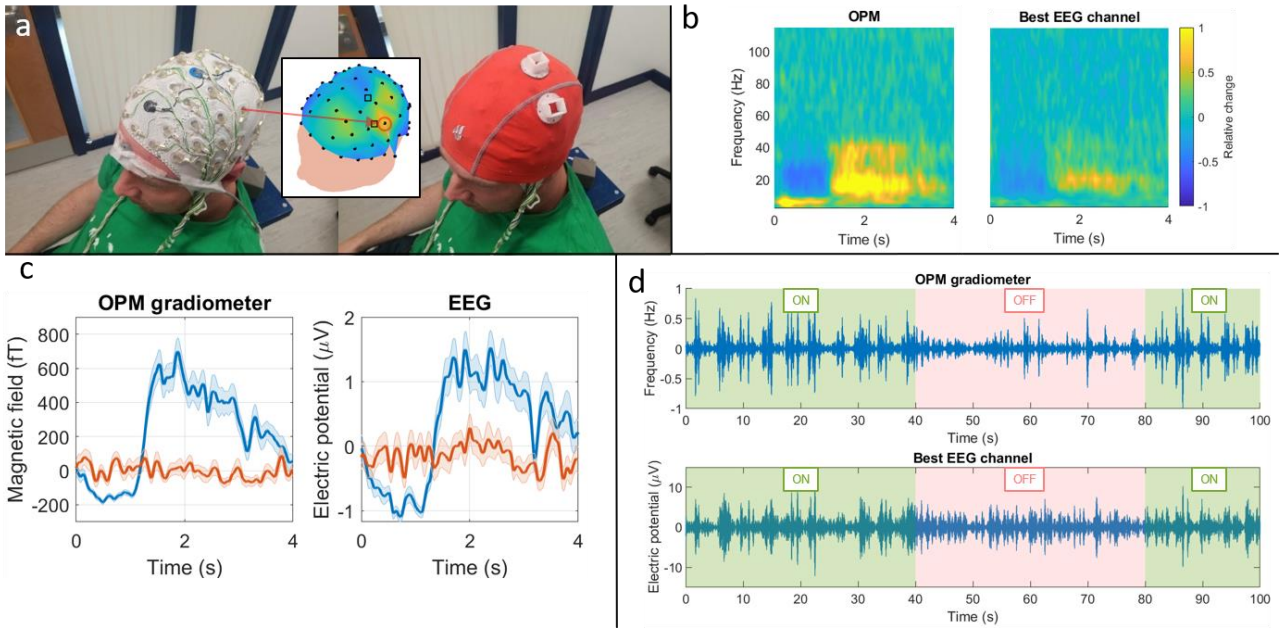 a
b
OPM
Best EEG channel
Frequency (Hz)
100
80
60
40
20
0
2
4
0
2
4
Time (s)
Time (s)
1
0.5
0
-0.5
-1
Relative change
c
OPM gradiometer
EEG
Magnetic field (fT)
800
600
400
200
0
-200
0
2
4
Time (s)
Electric potential (μV)
2
1
0
-1
0
2
4
Time (s)
d
OPM gradiometer
ON
OFF
ON
Frequency (Hz)
1
0.5
0
-0.5
-1
0 10 20 30 40 50 60 70 80 90 100
Time (s)
Best EEG channel
ON
OFF
ON
Electric potential (μV)
10
0
-10
0 10 20 30 40 50 60 70 80 90 100
Time (s)